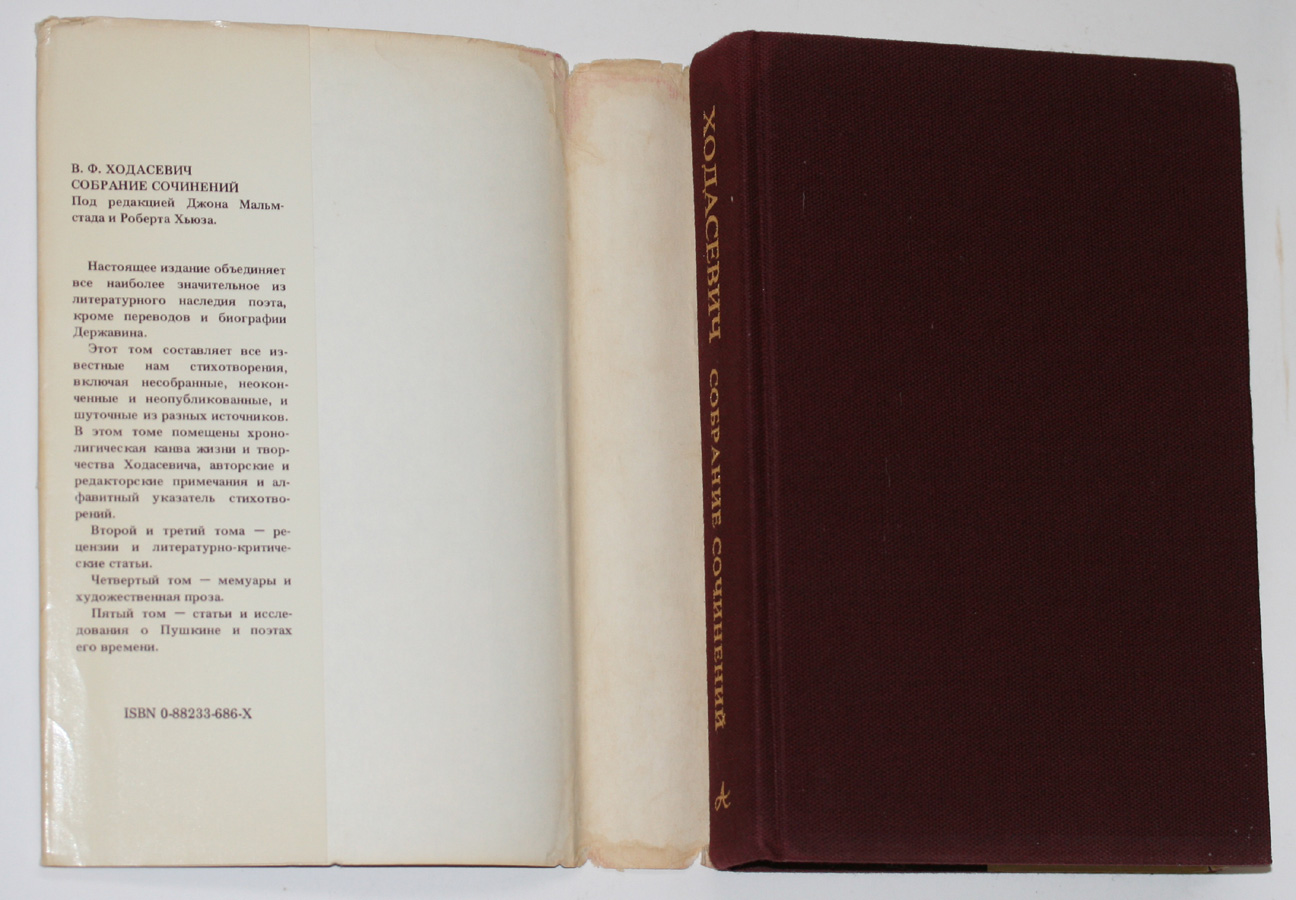 В. Ф. ХОДАСЕВИЧ
СОБРАНИЕ СОЧИНЕНИЙ
Под редакцией Джона Мальм-
стада и Роберта Хьюза.
Настоящее издание объединяет
все наиболее значительное из
литературного наследия поэта,
кроме переводов и биографии
Державина.
Этот том составляет все из-
вестные нам стихотворения,
включая несобранные, неокон-
ченные и неопубликованные, и
шуточные из разных источников.
В этом томе помещены хроно-
лигическая канва жизни и твор-
чества Ходасевича, авторские и
редакторские примечания и ал-
фавитный указатель стихотво-
рений.
Второй и третий тома — ре-
цензии и литературно-критиче-
ские статьи.
Четвертый том — мемуары и
художественная проза.
Пятый том — статьи и иссле-
дования о Пушкине и поэтах
его времени.
ISBN 0-88233-686-X
ХОДАСЕВИЧ СОБРАНИЕ СОЧИНЕНИЙ